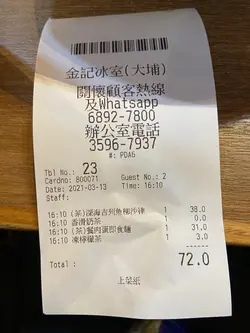 金記冰室(大埔)
關懷顧客熱線
及Whatsapp
6892-7800
辦公室電話
3596-7937
#: PDA6
Tbl No.: 23
Cardno: 800071 Guest No.: 2
Date: 2021-03-13 Time: 16:10
Staff:
16:10 (茶)深海吉列魚柳沙律 1 38.0
16:10 香滑奶茶 1 0.0
16:10 (茶)餐肉蛋即食麵 1 31.0
16:10 凍檸檬茶 1 3.0
Total : 72.0
上菜紙